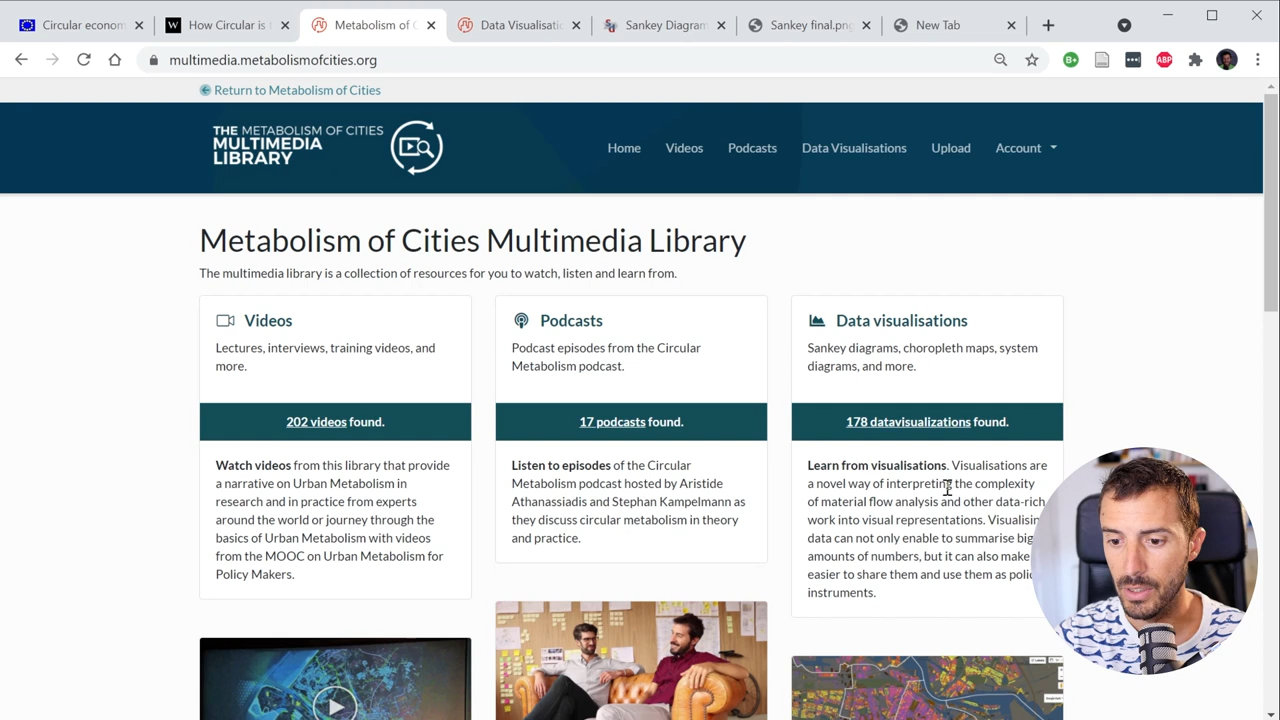 Circular econom
How Circular is t
Metabolism of C
Data Visualisatio
Sankey Diagram
Sankey final.png
New Tab
multimedia.metabolismofcities.org
B+
ABP
Return to Metabolism of Cities
THE METABOLISM OF CITIES
MULTIMEDIA
LIBRARY
Home
Videos
Podcasts
Data Visualisations
Upload
Account
Metabolism of Cities Multimedia Library
The multimedia library is a collection of resources for you to watch, listen and learn from.
Videos
Lectures, interviews, training videos, and
more.
202 videos found.
Watch videos from this library that provide
a narrative on Urban Metabolism in
research and in practice from experts
around the world or journey through the
basics of Urban Metabolism with videos
from the MOOC on Urban Metabolism for
Policy Makers.
Podcasts
Podcast episodes from the Circular
Metabolism podcast.
17 podcasts found.
Listen to episodes of the Circular
Metabolism podcast hosted by Aristide
Athanassiadis and Stephan Kampelmann as
they discuss circular metabolism in theory
and practice.
Data visualisations
Sankey diagrams, choropleth maps, system
diagrams, and more.
178 datavisualizations found.
Learn from visualisations. Visualisations are
a novel way of interpreting the complexity
of material flow analysis and other data-rich
work into visual representations. Visualisin
data can not only enable to summarise big
amounts of numbers, but it can also make
easier to share them and use them as polic
instruments.